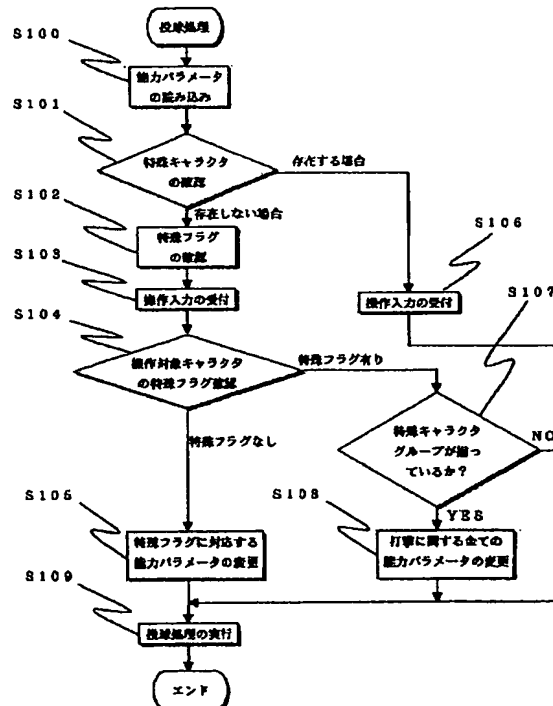 投球処理
S100
能力パラメータ
の読み込み
S101
特殊キャラクタ
の確認
存在する場合
S102
存在しない場合
特殊フラグ
の確認
S103
操作入力の受付
S106
操作入力の受付
S104
操作対象キャラクタ
の特殊フラグ確認
特殊フラグ有り
S107
特殊キャラクタ
グループが揃っ
ているか？
NO
特殊フラグなし
S105
特殊フラグに対応する
能力パラメータの変更
S108
YES
打撃に関する全ての
能力パラメータの変更
S109
投球処理の実行
エンド